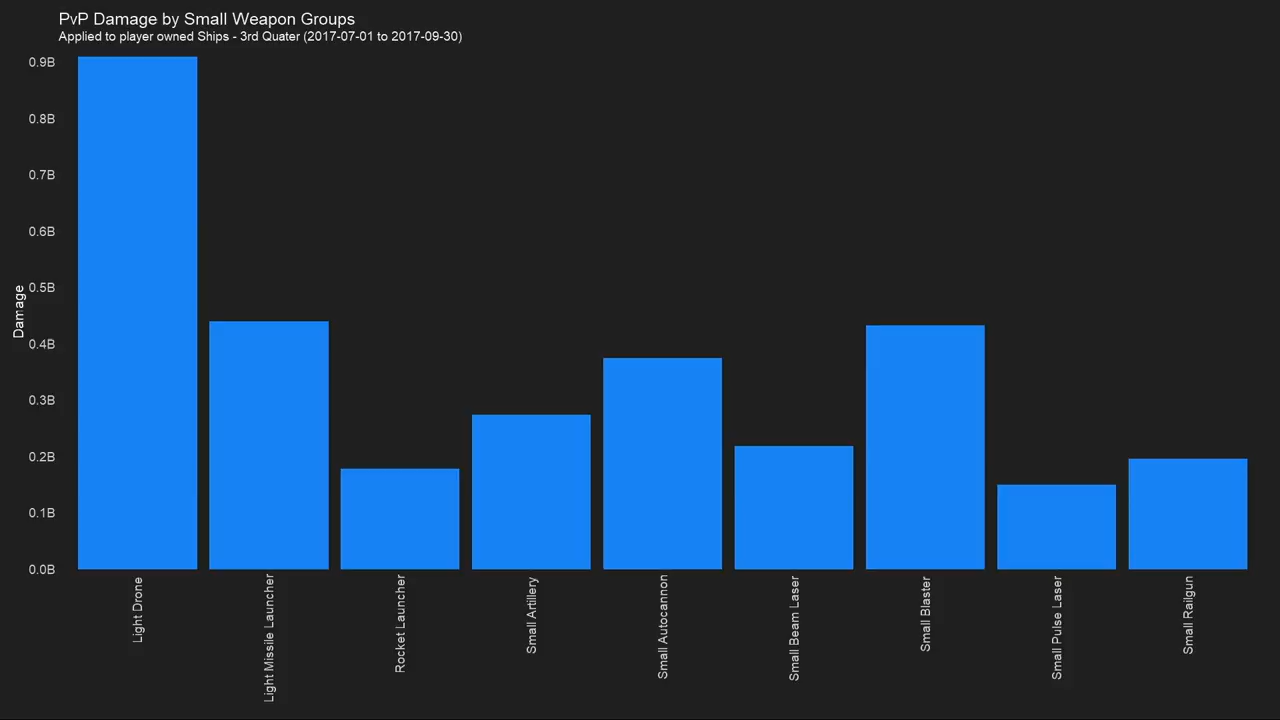 PvP Damage by Small Weapon Groups
Applied to player owned Ships - 3rd Quater (2017-07-01 to 2017-09-30)
Damage
0.9B
0.8B
0.7B
0.6B
0.5B
0.4B
0.3B
0.2B
0.1B
0.0B
Light Drone
Light Missile Launcher
Rocket Launcher
Small Artillery
Small Autocannon
Small Beam Laser
Small Blaster
Small Pulse Laser
Small Railgun